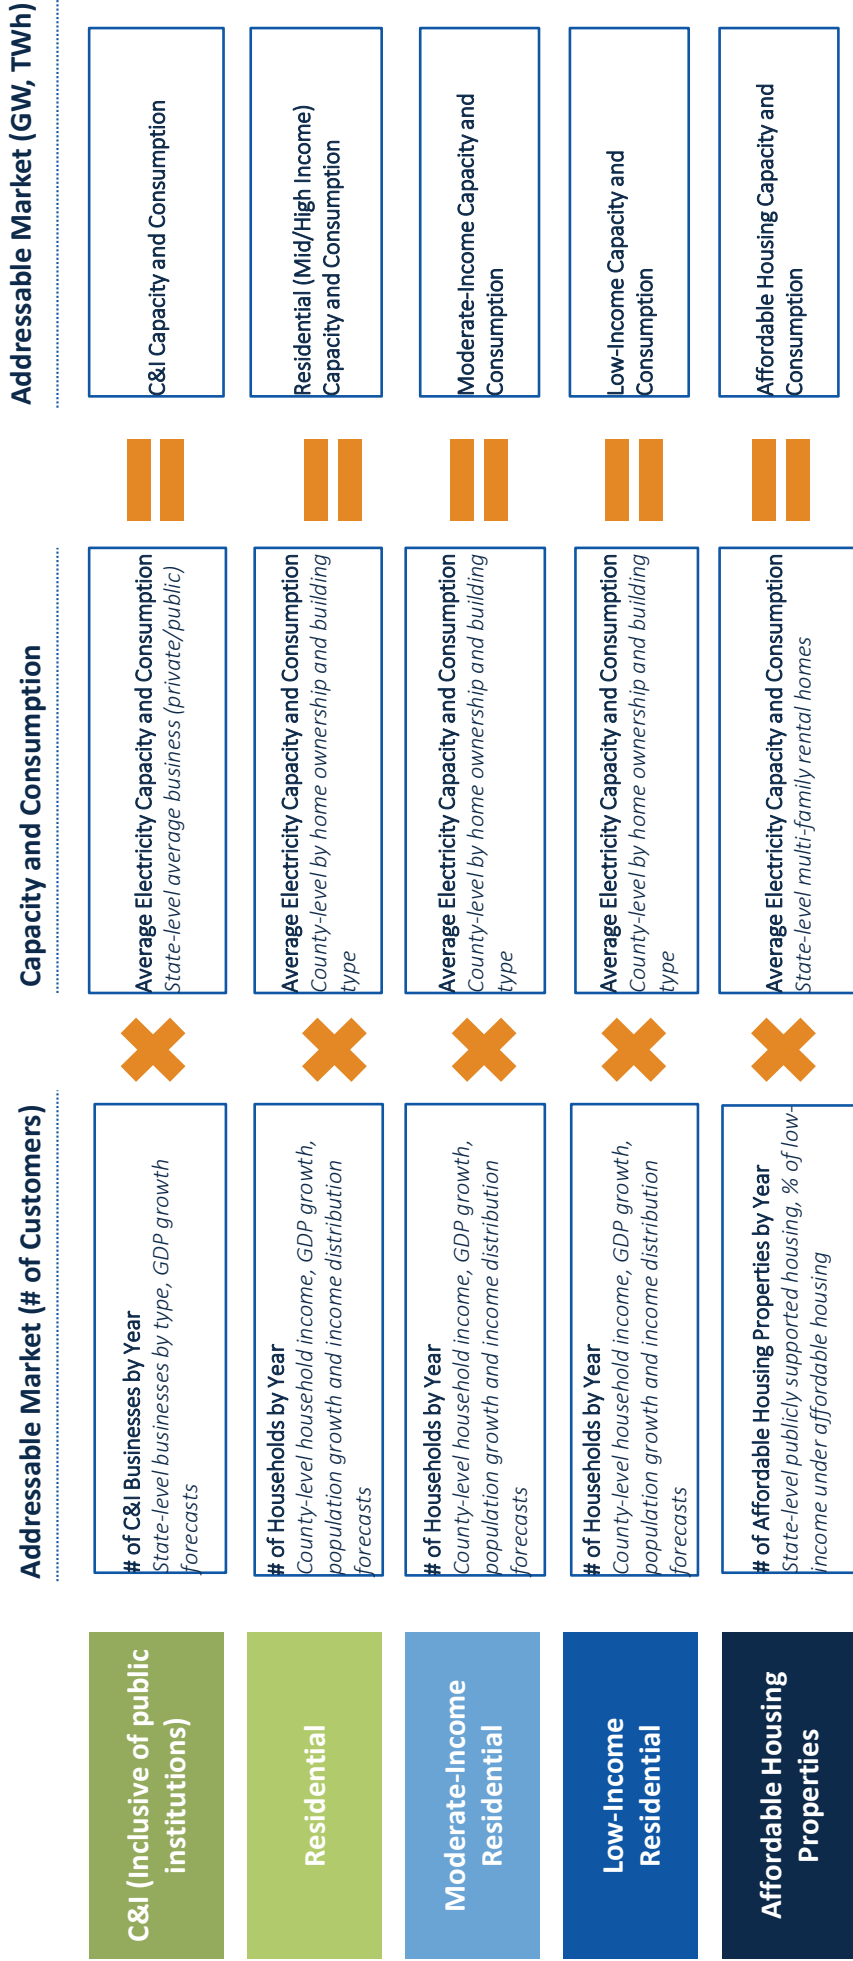 Addressable Market (# of Customers)
Capacity and Consumption
Addressable Market (GW, TWh)
C&I (Inclusive of public
institutions)
# of C&I Businesses by Year
State-level businesses by type, GDP growth
forecasts
Average Electricity Capacity and Consumption
State-level average business (private/public)
C&I Capacity and Consumption
Residential
# of Households by Year
County-level household income, GDP growth,
population growth and income distribution
forecasts
Average Electricity Capacity and Consumption
County-level by home ownership and building
type
Residential (Mid/High Income)
Capacity and Consumption
Moderate-Income
Residential
# of Households by Year
County-level household income, GDP growth,
population growth and income distribution
forecasts
Average Electricity Capacity and Consumption
County-level by home ownership and building
type
Moderate-Income Capacity and
Consumption
Low-Income
Residential
# of Households by Year
County-level household income, GDP growth,
population growth and income distribution
forecasts
Average Electricity Capacity and Consumption
County-level by home ownership and building
type
Low-Income Capacity and
Consumption
Affordable Housing
Properties
# of Affordable Housing Properties by Year
State-level publicly supported housing, % of low-
income under affordable housing
Average Electricity Capacity and Consumption
State-level multi-family rental homes
Affordable Housing Capacity and
Consumption